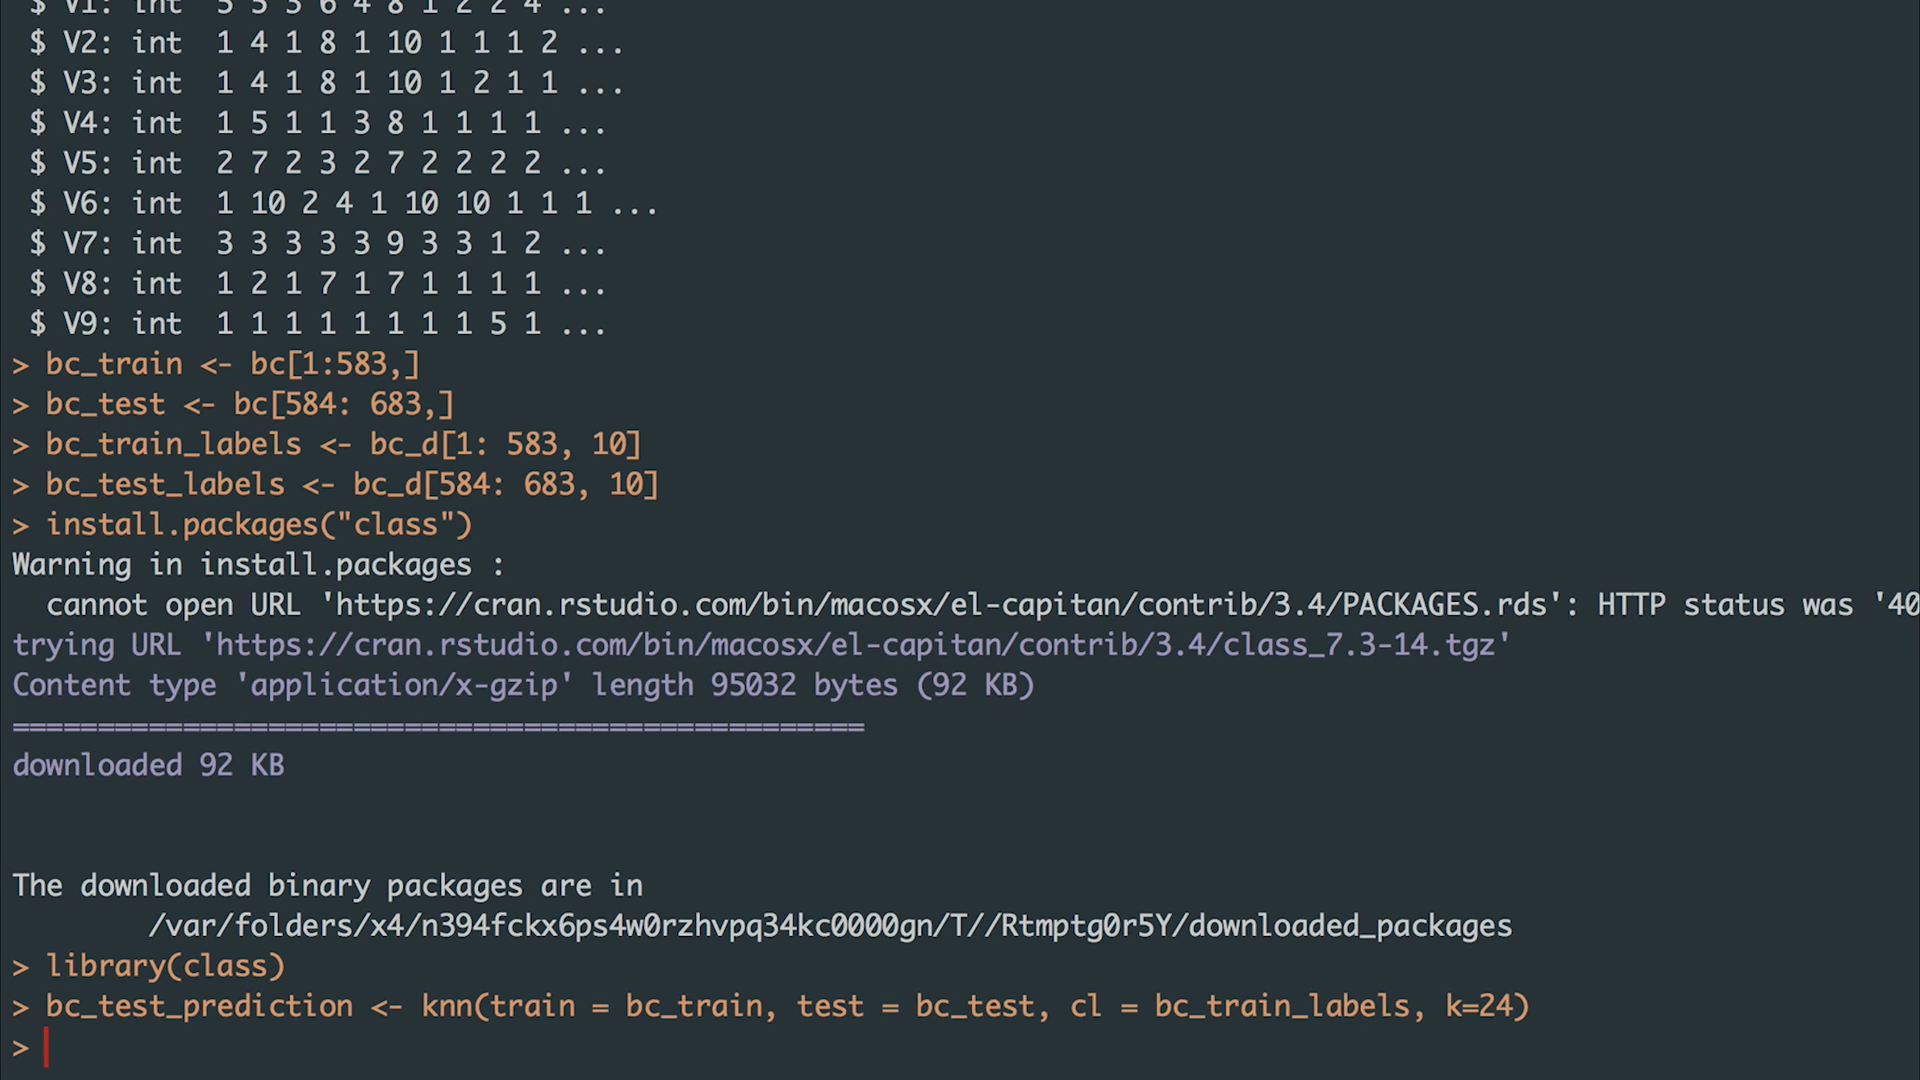 $ V1: int 5 5 3 6 4 8 1 2 2 4 ...
$ V2: int 1 4 1 8 1 10 1 1 1 2 ...
$ V3: int 1 4 1 8 1 10 1 2 1 1 ...
$ V4: int 1 5 1 1 3 8 1 1 1 1 ...
$ V5: int 2 7 2 3 2 7 2 2 2 2 ...
$ V6: int 1 10 2 4 1 10 10 1 1 1 ...
$ V7: int 3 3 3 3 3 9 3 3 1 2 ...
$ V8: int 1 2 1 7 1 7 1 1 1 1 ...
$ V9: int 1 1 1 1 1 1 1 1 5 1 ...
> bc_train <- bc[1:583,]
> bc_test <- bc[584: 683,]
> bc_train_labels <- bc_d[1: 583, 10]
> bc_test_labels <- bc_d[584: 683, 10]
> install.packages("class")
Warning in install.packages :
cannot open URL 'https://cran.rstudio.com/bin/macosx/el-capitan/contrib/3.4/PACKAGES.rds': HTTP status was '40
trying URL 'https://cran.rstudio.com/bin/macosx/el-capitan/contrib/3.4/class_7.3-14.tgz'
Content type 'application/x-gzip' length 95032 bytes (92 KB)
==================================================
downloaded 92 KB
The downloaded binary packages are in
/var/folders/x4/n394fckx6ps4w0rzhvpq34kc0000gn/T//Rtmptg0r5Y/downloaded_packages
> library(class)
> bc_test_prediction <- knn(train = bc_train, test = bc_test, cl = bc_train_labels, k=24)
>